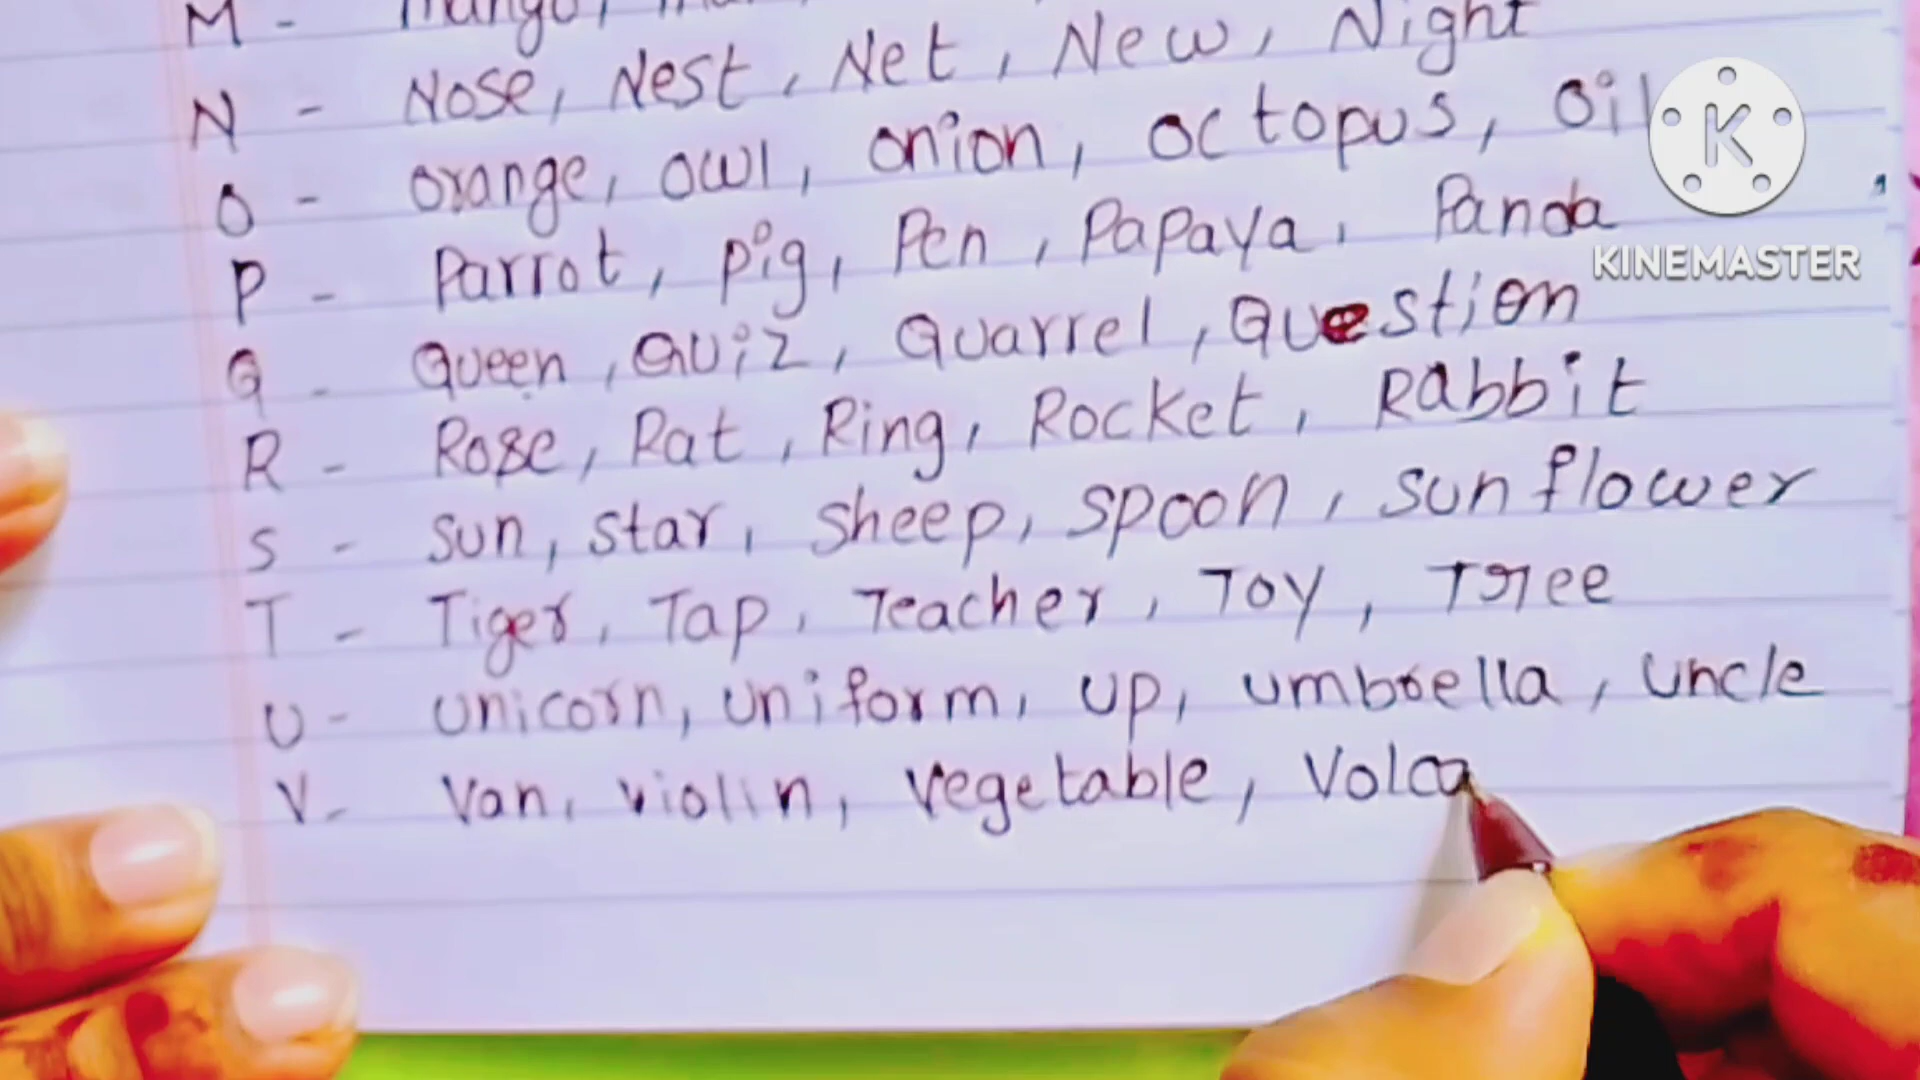 M - Mango,
N - Nose, Nest, Net, New, Night
O - orange, owl, onion, octopus, oil
P - Parrot, Pig, Pen, Papaya, Panda
Q - Queen, Quiz, Quarrel, Question
R - Rose, Rat, Ring, Rocket, Rabbit
S - Sun, Star, Sheep, Spoon, Sunflower
T - Tiger, Tap, Teacher, Toy, Tree
U - Unicorn, Uniform, Up, Umbrella, Uncle
V - Van, Violin, Vegetable, Volca
K
KINEMASTER